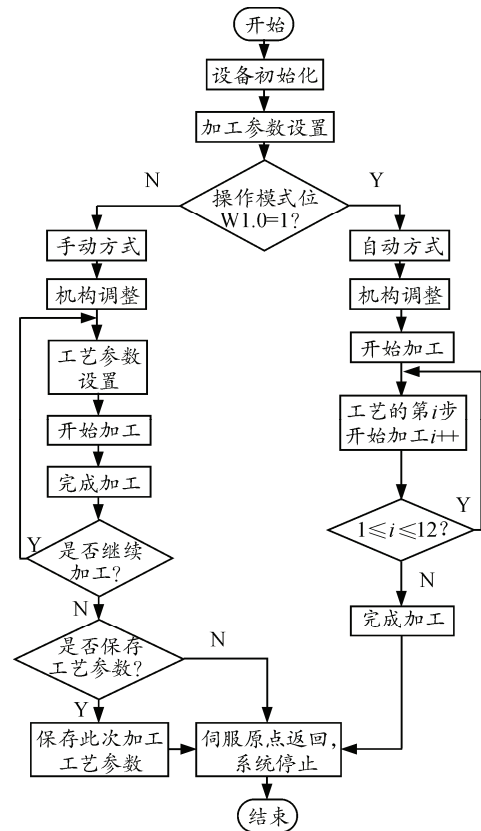 开始
设备初始化
加工参数设置
操作模式位
W1.0=1?
N
Y
手动方式
机构调整
工艺参数
设置
开始加工
完成加工
是否继续
加工?
Y
N
是否保存
工艺参数?
N
Y
保存此次加工
工艺参数
自动方式
机构调整
开始加工
工艺的第i步
开始加工i++
1≤i≤12?
Y
N
完成加工
伺服原点返回,
系统停止
结束